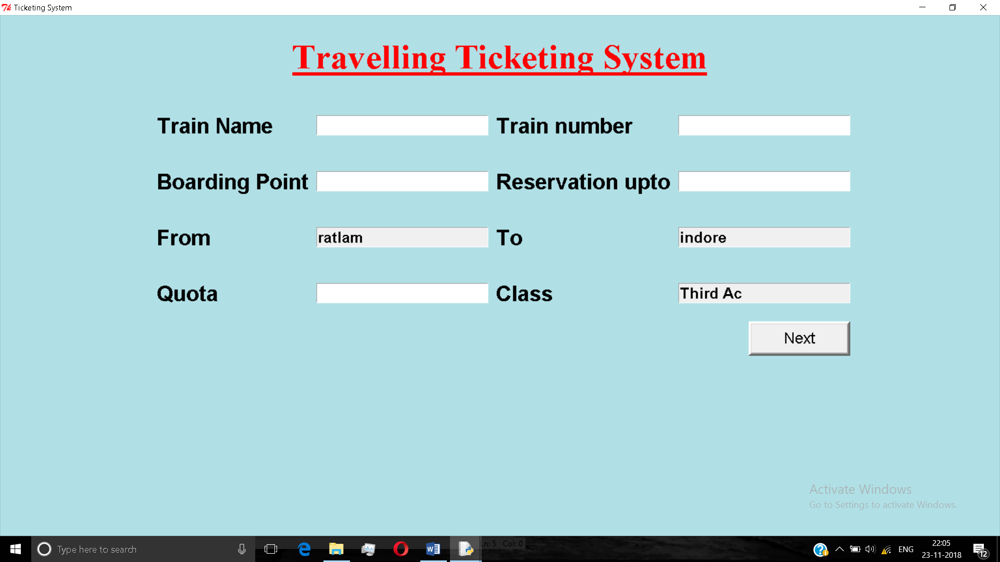 Ticketing System
Travelling Ticketing System
Train Name Train number
Boarding Point Reservation upto
From ratlam To indore
Quota Class Third Ac
Next
Activate Windows
Go to Settings to activate Windows.
Type here to search
Ln: 5 Col: 0
ENG
22:05
23-11-2018
12